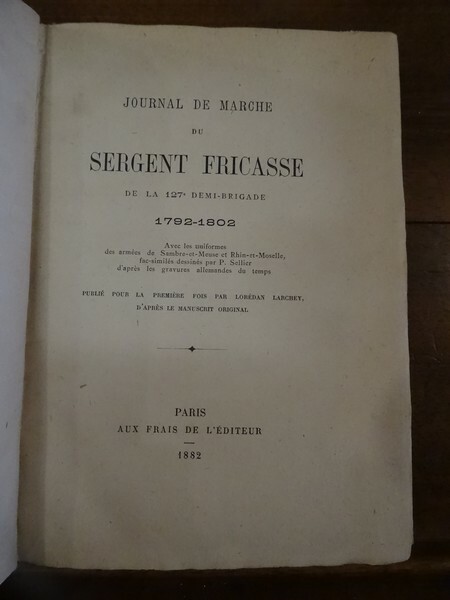 JOURNAL DE MARCHE
DU
SERGENT FRICASSE
DE LA 127e DEMI-BRIGADE
1792-1802
Avec les uniformes
des armées de Sambre-et-Meuse et Rhin-et-Moselle,
fac-similés dessinés par P. Sellier
d'après les gravures allemandes du temps
PUBLIÉ POUR LA PREMIÈRE FOIS PAR LORÉDAN LARCHEY,
D'APRÈS LE MANUSCRIT ORIGINAL
PARIS
AUX FRAIS DE L'ÉDITEUR
1882